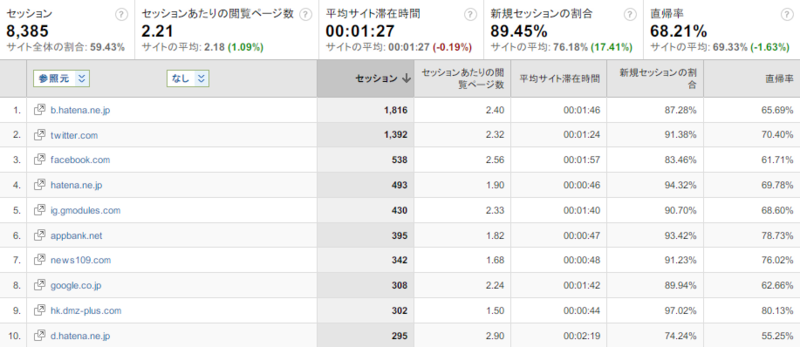 セッション ? セッションあたりの閲覧ページ数 ? 平均サイト滞在時間 ? 新規セッションの割合 ? 直帰率 ?
8,385 2.21 00:01:27 89.45% 68.21%
サイト全体の割合: 59.43% サイトの平均: 2.18 (1.09%) サイトの平均: 00:01:27 (-0.19%) サイトの平均: 76.18% (17.41%) サイトの平均: 69.33% (-1.63%)
参照元 なし セッション ↓ セッションあたりの閲覧ページ数 平均サイト滞在時間 新規セッションの割合 直帰率
1. b.hatena.ne.jp 1,816 2.40 00:01:46 87.28% 65.69%
2. twitter.com 1,392 2.32 00:01:24 91.38% 70.40%
3. facebook.com 538 2.56 00:01:57 83.46% 61.71%
4. hatena.ne.jp 493 1.90 00:00:46 94.32% 69.78%
5. ig.gmodules.com 430 2.33 00:01:40 90.70% 68.60%
6. appbank.net 395 1.82 00:00:47 93.42% 78.73%
7. news109.com 342 1.68 00:00:48 91.23% 76.02%
8. google.co.jp 308 2.24 00:01:42 89.94% 62.66%
9. hk.dmz-plus.com 302 1.50 00:00:44 97.02% 80.13%
10. d.hatena.ne.jp 295 2.90 00:02:19 74.24% 55.25%